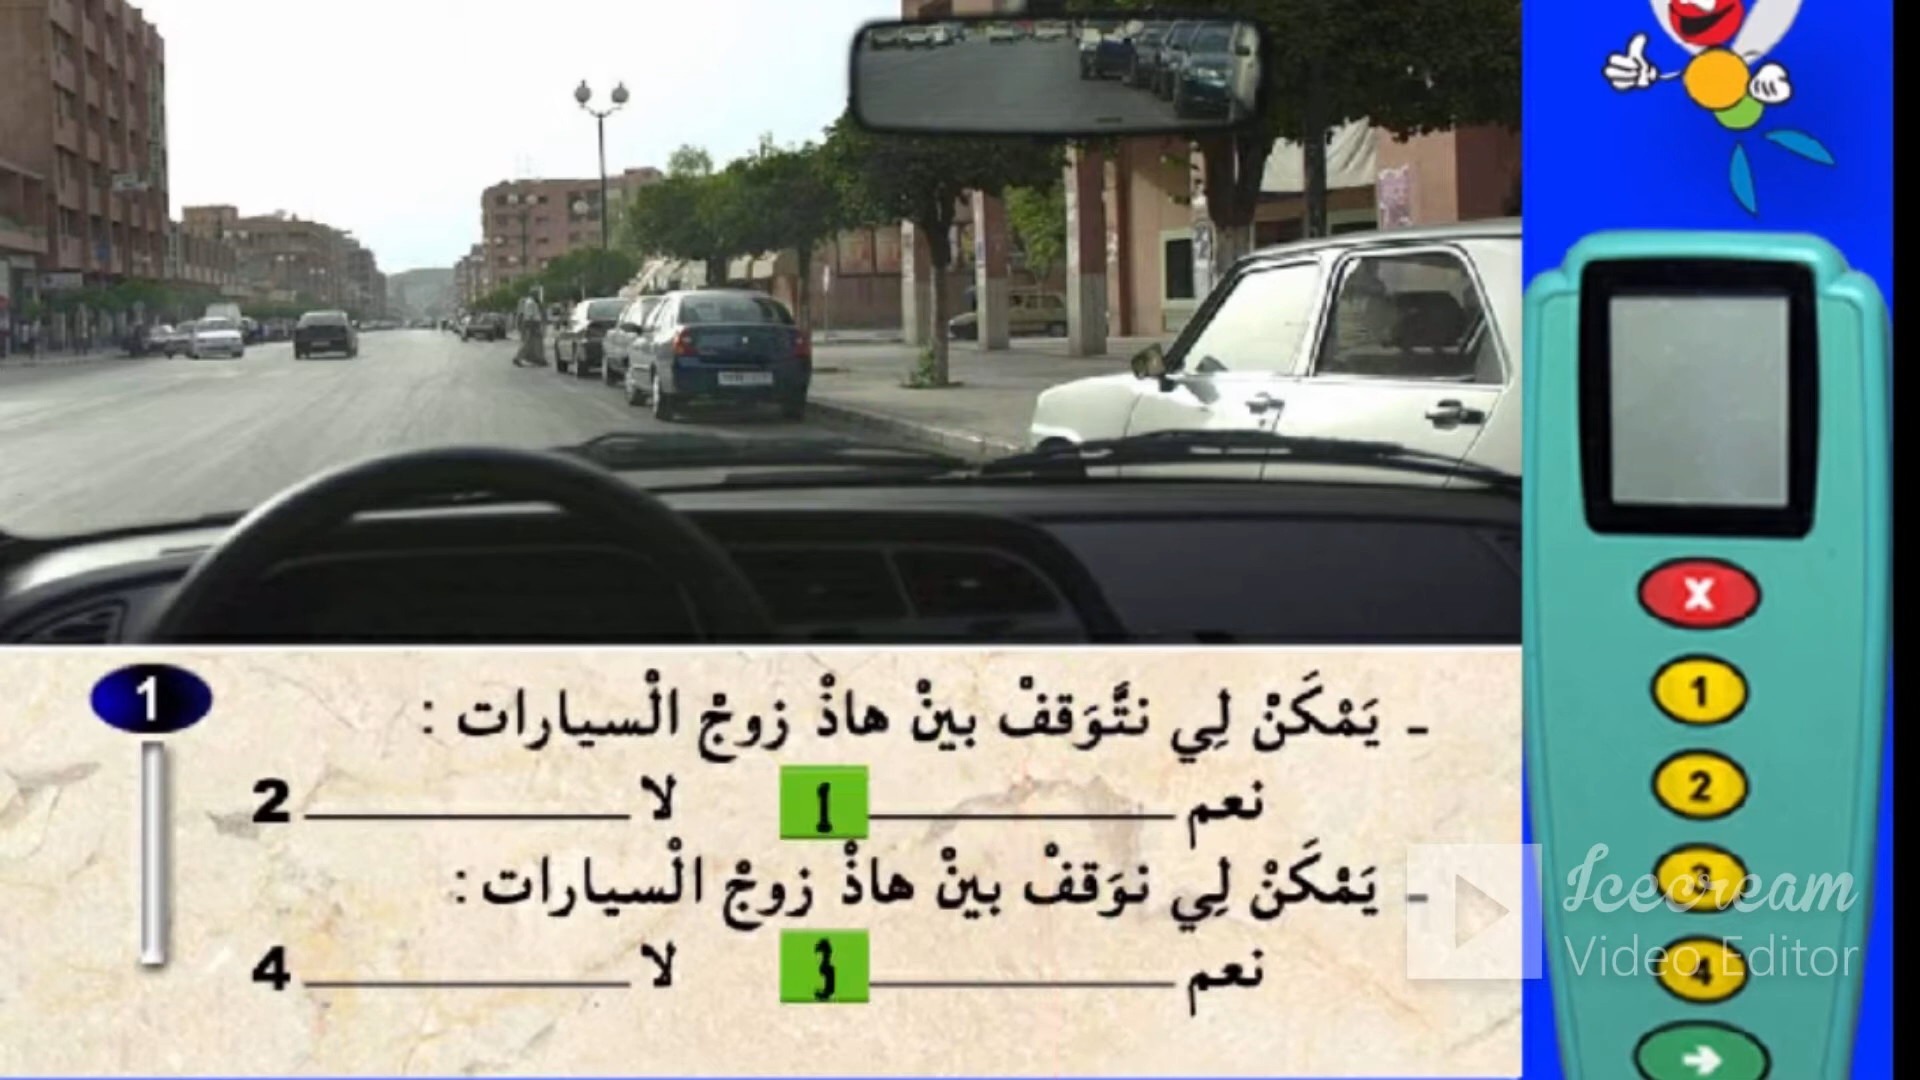 1
- يَمْكَنْ لِي نتَّوَقفْ بينْ هاذْ زوجْ الْسيارات :
نعم 1 لا 2
- يَمْكَنْ لِي نوَقفْ بينْ هاذْ زوجْ الْسيارات :
نعم 3 لا 4
X
1
2
3
4
Icecream
Video Editor